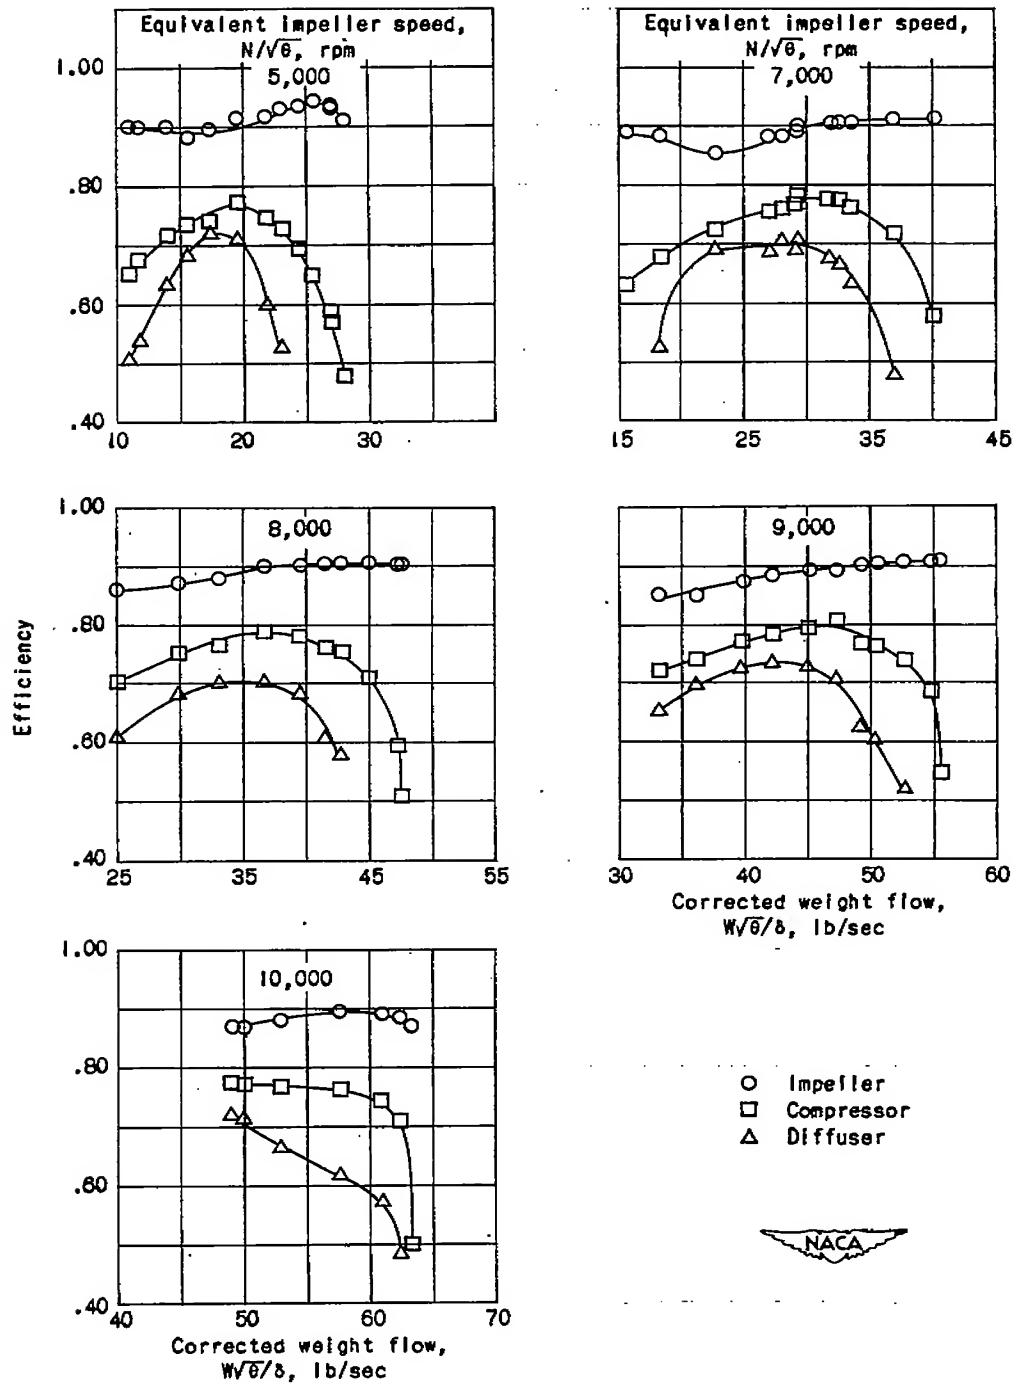 Equivalent impeller speed,
N/√θ, rpm
5,000
1.00
.80
.60
.40
10
20
30
Equivalent impeller speed,
N/√θ, rpm
7,000
15
25
35
45
Efficiency
8,000
1.00
.80
.60
.40
25
35
45
55
9,000
30
40
50
60
Corrected weight flow,
W√θ/δ, lb/sec
10,000
1.00
.80
.60
.40
40
50
60
70
Corrected weight flow,
W√θ/δ, lb/sec
Impeller
Compressor
Diffuser
NACA